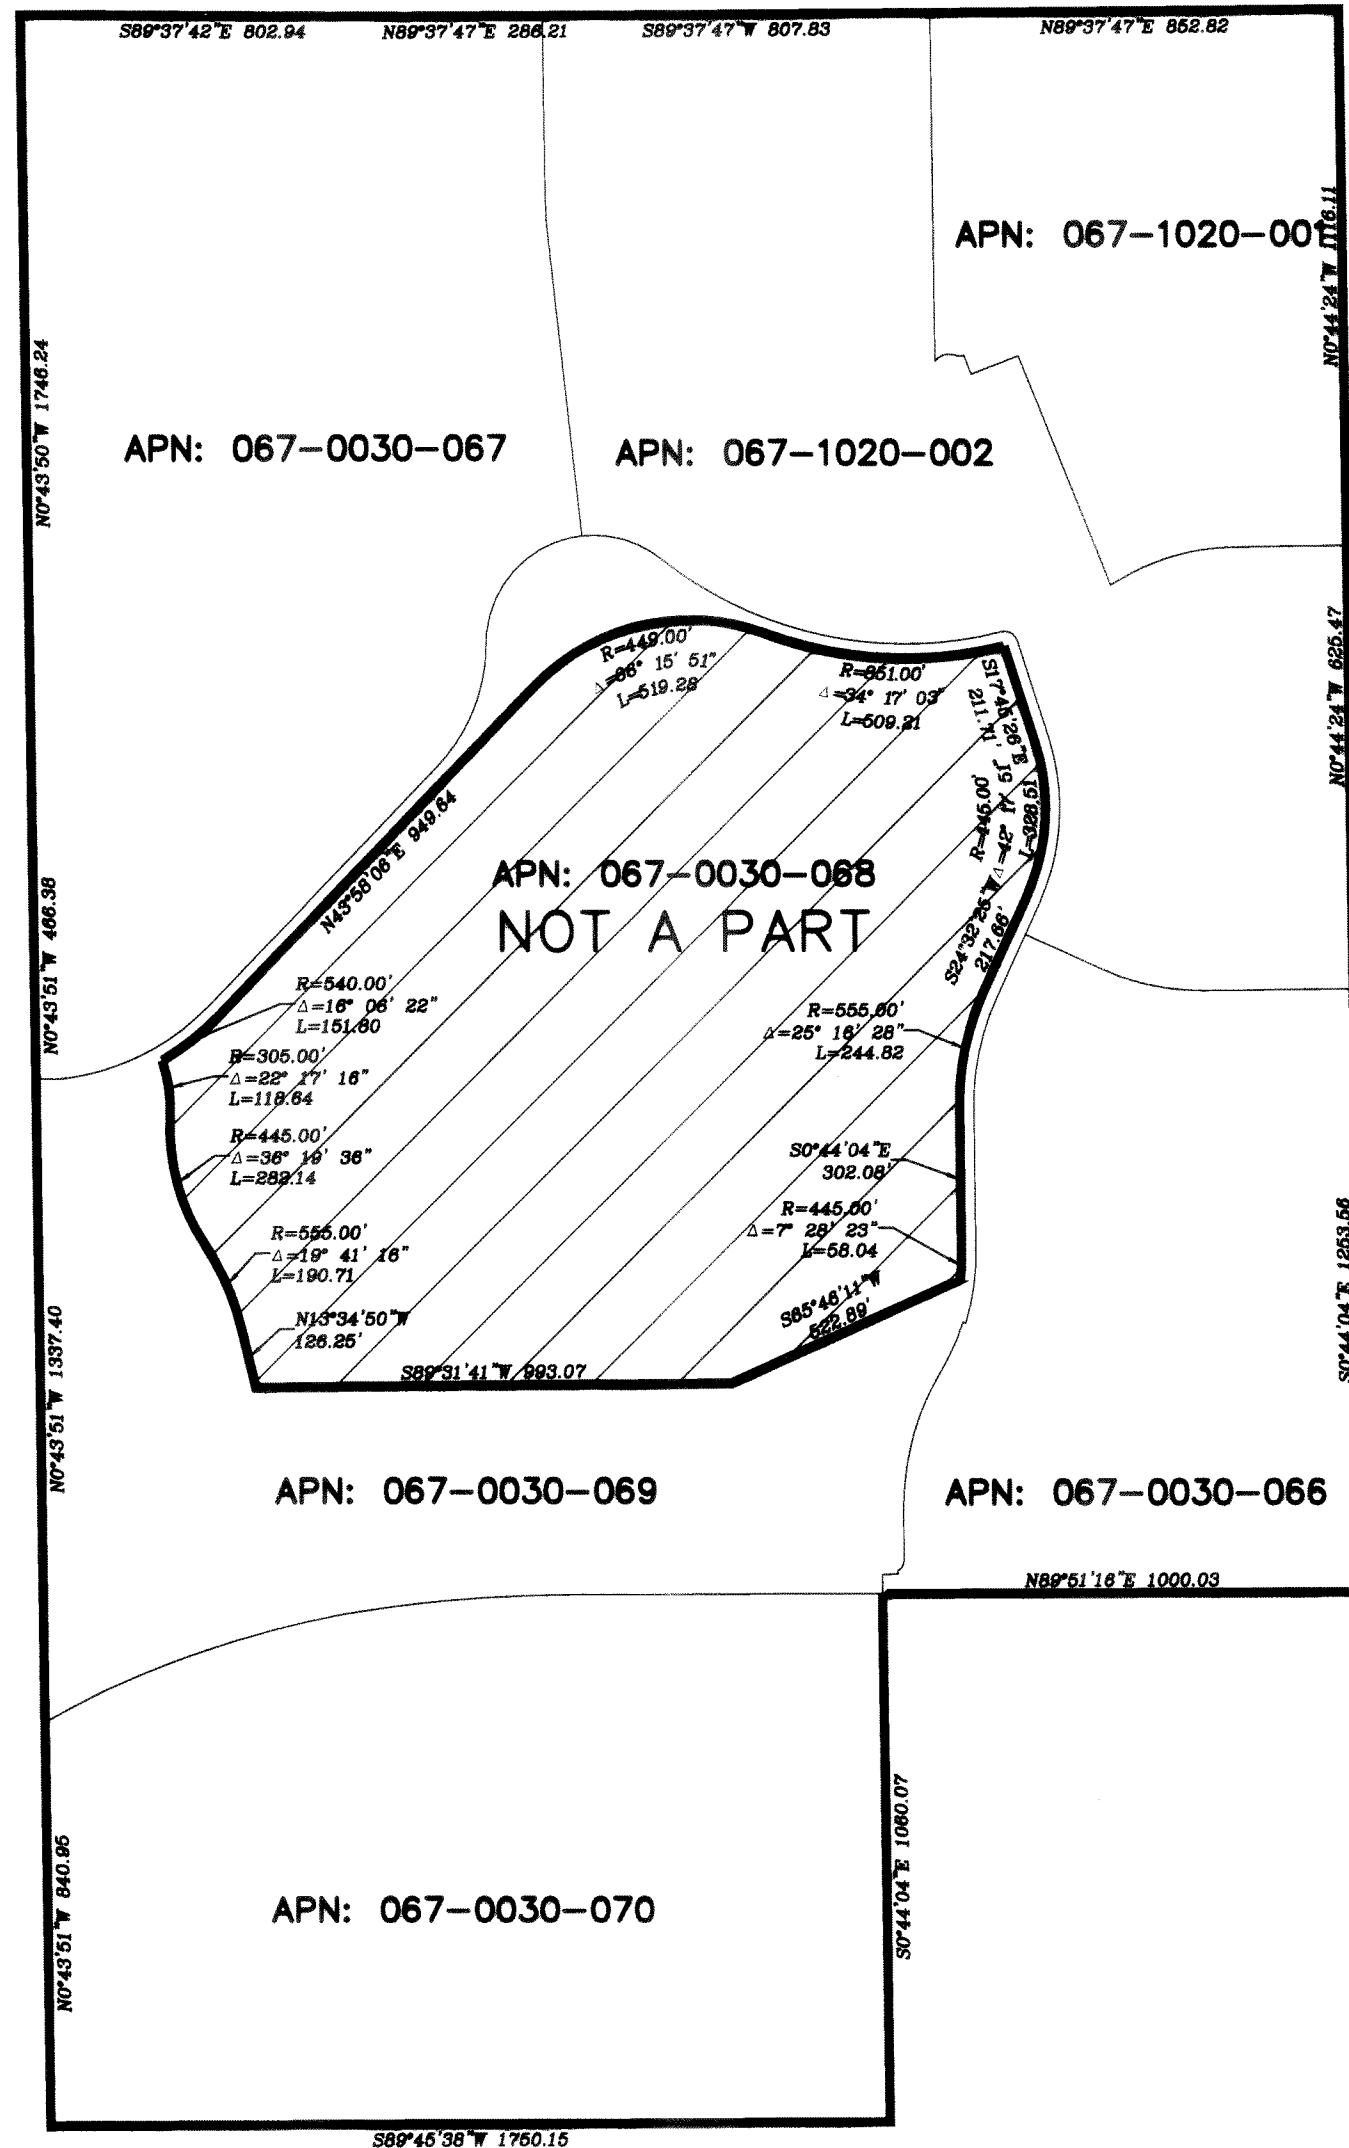 S89°37'42"E 802.94
N89°37'47"E 286.21
S89°37'47"W 807.83
N89°37'47"E 852.82
APN: 067-1020-001
N0°44'24"W 1116.11
N0°43'50"W 1746.24
APN: 067-0030-067
APN: 067-1020-002
R=449.00'
Δ=66° 15' 51"
L=519.28
R=851.00'
Δ=34° 17' 03"
L=509.21
S17°45'26"E
211.71'
N0°44'24"W 625.47
R=445.00'
Δ=42° 17' 51"
L=328.51
N43°58'06"E 949.64
APN: 067-0030-068
NOT A PART
S24°32'25"W
217.66'
N0°43'51"W 466.38
R=540.00'
Δ=16° 06' 22"
L=151.80
R=555.00'
Δ=25° 16' 28"
L=244.82
R=305.00'
Δ=22° 17' 16"
L=118.64
R=445.00'
Δ=36° 19' 36"
L=282.14
S0°44'04"E
302.08'
R=445.00'
Δ=7° 28' 23"
L=58.04
R=555.00'
Δ=19° 41' 16"
L=190.71
S65°46'11"W
522.89'
N13°34'50"W
126.25'
S89°31'41"W 993.07
S0°44'04"E 1253.56
N0°43'51"W 1337.40
APN: 067-0030-069
APN: 067-0030-066
N89°51'16"E 1000.03
S0°44'04"E 1060.07
N0°43'51"W 840.95
APN: 067-0030-070
S89°45'38"W 1750.15